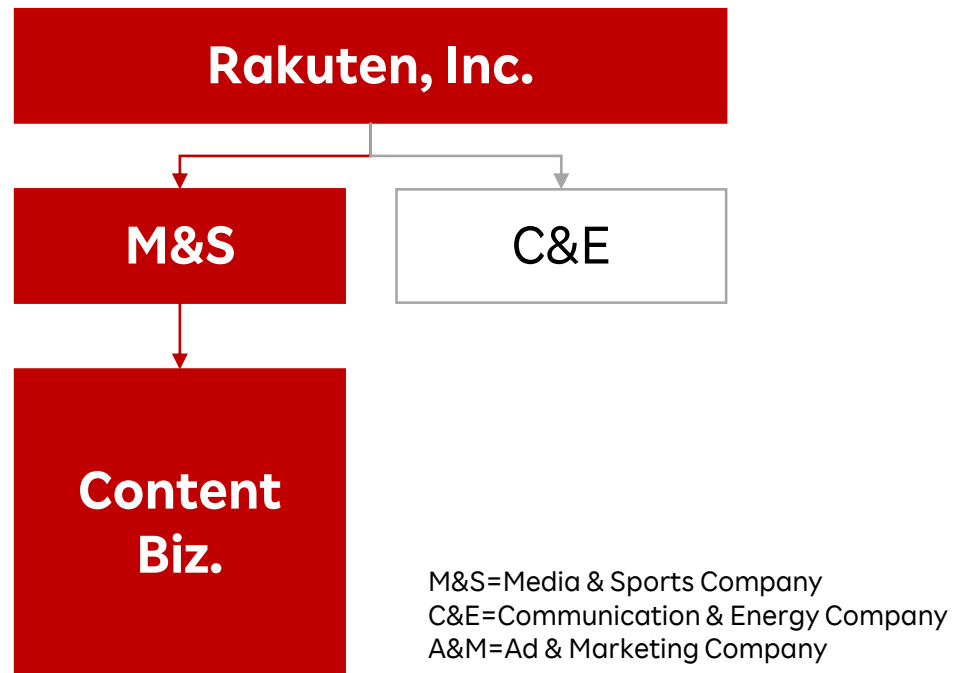 Rakuten, Inc.
M&S
C&E
Content
Biz.
M&S=Media & Sports Company
C&E=Communication & Energy Company
A&M=Ad & Marketing Company